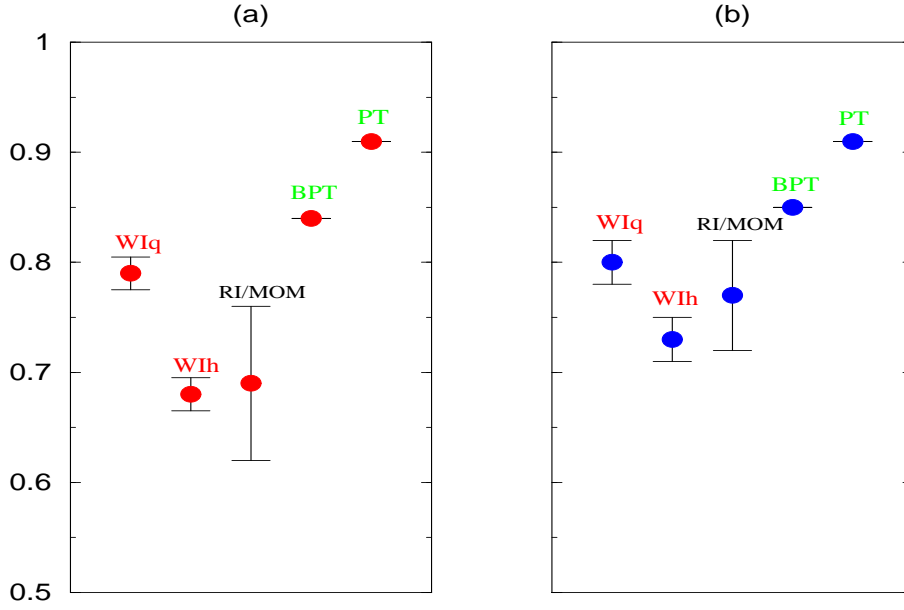 (a)
(b)
1
0.9
0.8
0.7
0.6
0.5
WIq
WIh
RI/MOM
BPT
PT
WIq
WIh
RI/MOM
BPT
PT